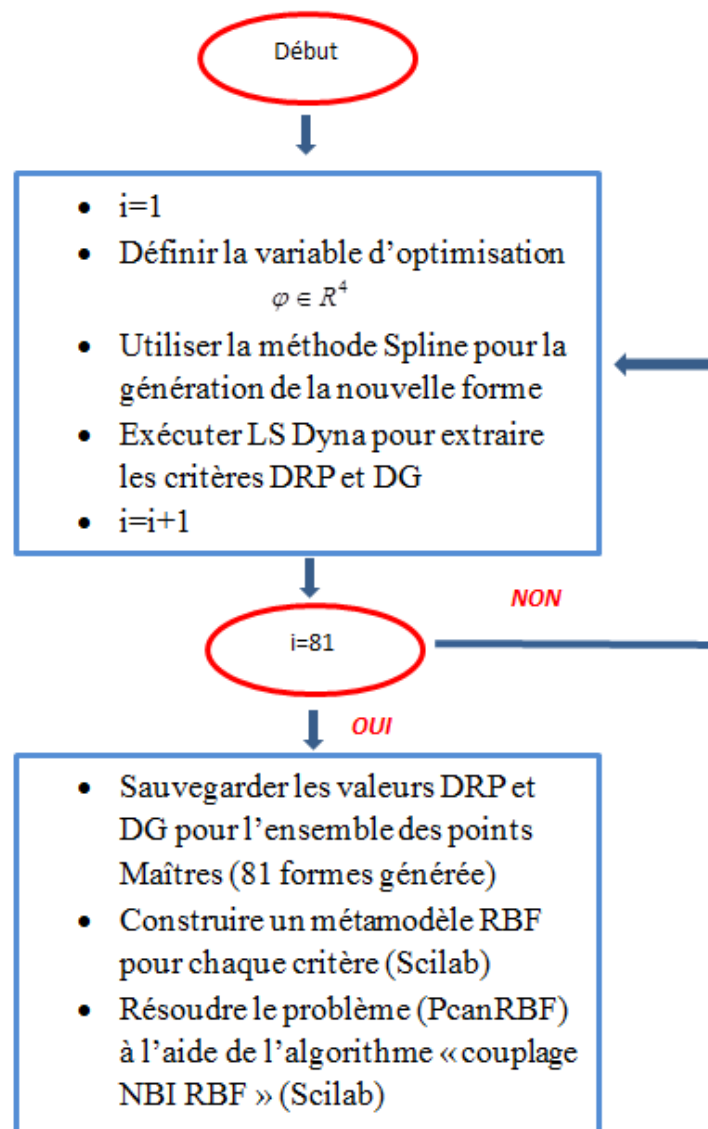 Début
• i=1
• Définir la variable d'optimisation
φ ∈ R⁴
• Utiliser la méthode Spline pour la
génération de la nouvelle forme
• Exécuter LS Dyna pour extraire
les critères DRP et DG
• i=i+1
NON
i=81
OUI
• Sauvegarder les valeurs DRP et
DG pour l'ensemble des points
Maîtres (81 formes générée)
• Construire un métamodèle RBF
pour chaque critère (Scilab)
• Résoudre le problème (PcanRBF)
à l'aide de l'algorithme « couplage
NBI RBF » (Scilab)